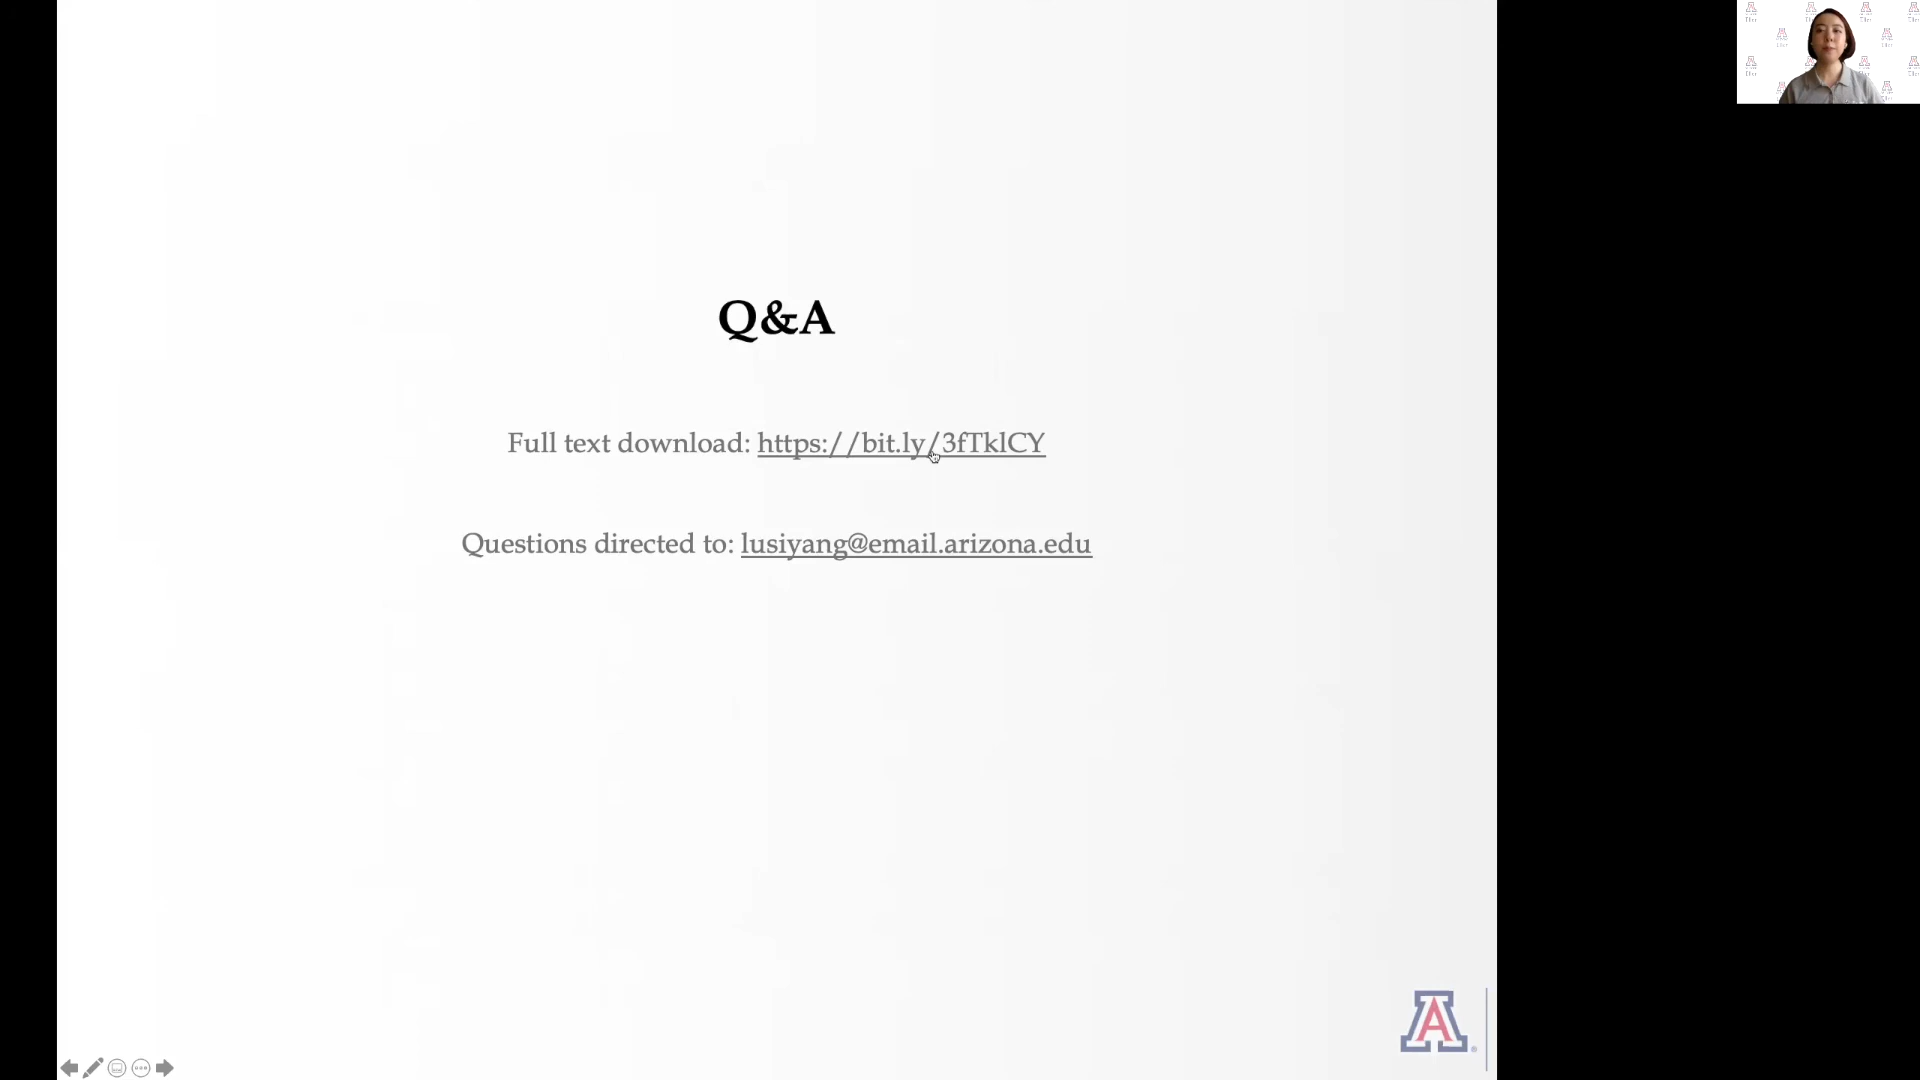 Q&A
Full text download: https://bit.ly/3fTklCY
Questions directed to: lusiyang@email.arizona.edu
A